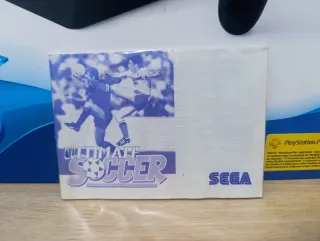 ULTIMATE
SOCCER
SEGA
PlayStation.P